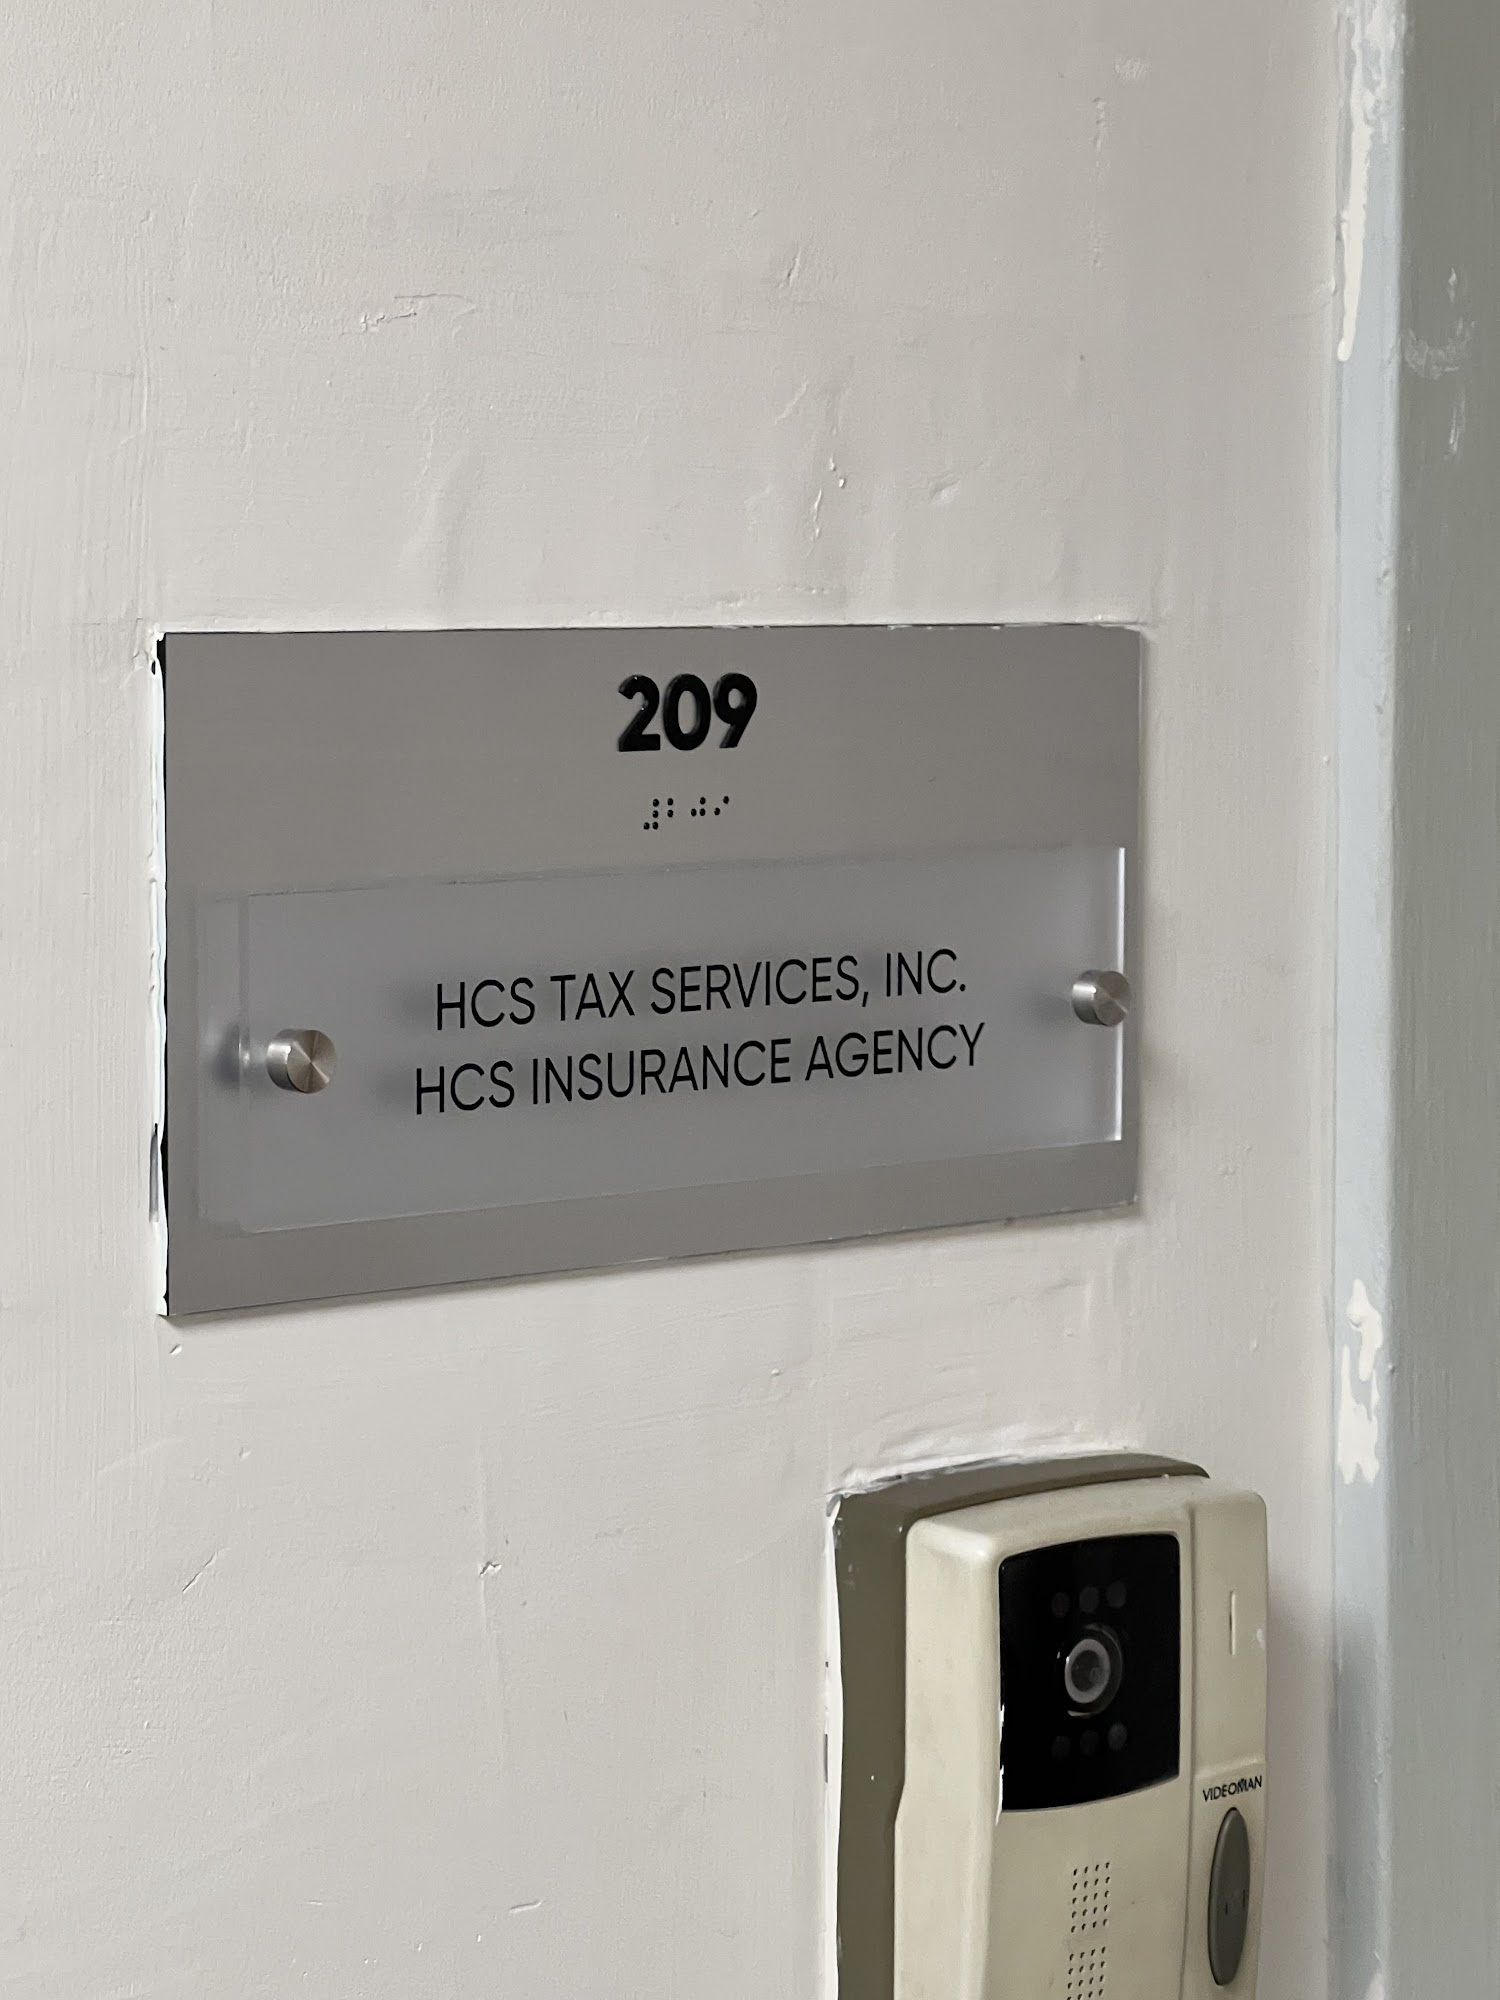 209
⠼⠃⠚⠊
HCS TAX SERVICES, INC.
HCS INSURANCE AGENCY
VIDEOMAN